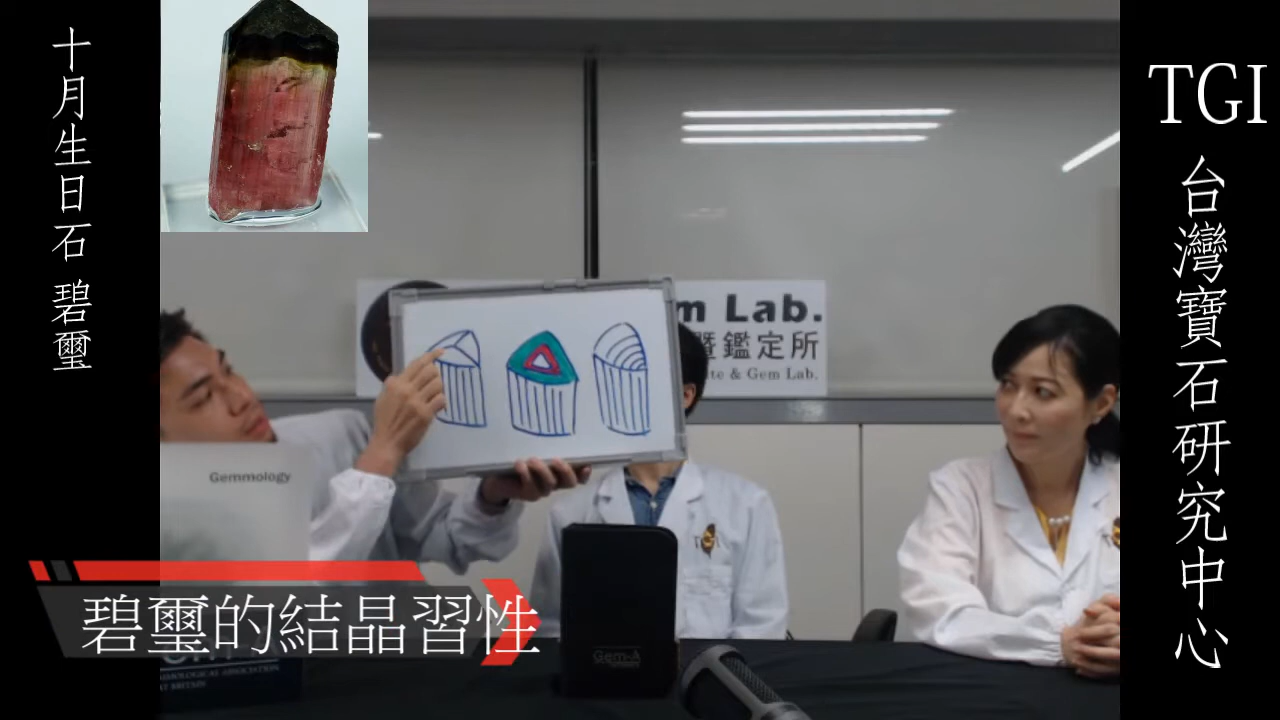 十月生日石 碧璽
TGI
台灣寶石研究中心
m Lab.
暨鑑定所
te & Gem Lab.
Gemmology
碧璽的結晶習性
Gem-A